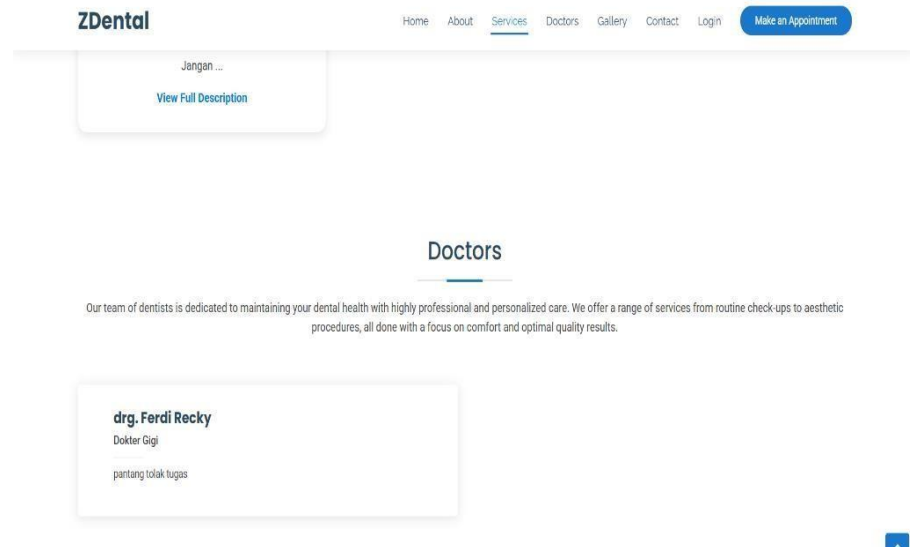 ZDental
Home About Services Doctors Gallery Contact Login Make an Appointment
Jangan ...
View Full Description
Doctors
Our team of dentists is dedicated to maintaining your dental health with highly professional and personalized care. We offer a range of services from routine check-ups to aesthetic
procedures, all done with a focus on comfort and optimal quality results.
drg. Ferdi Recky
Dokter Gigi
pantang tolak tugas